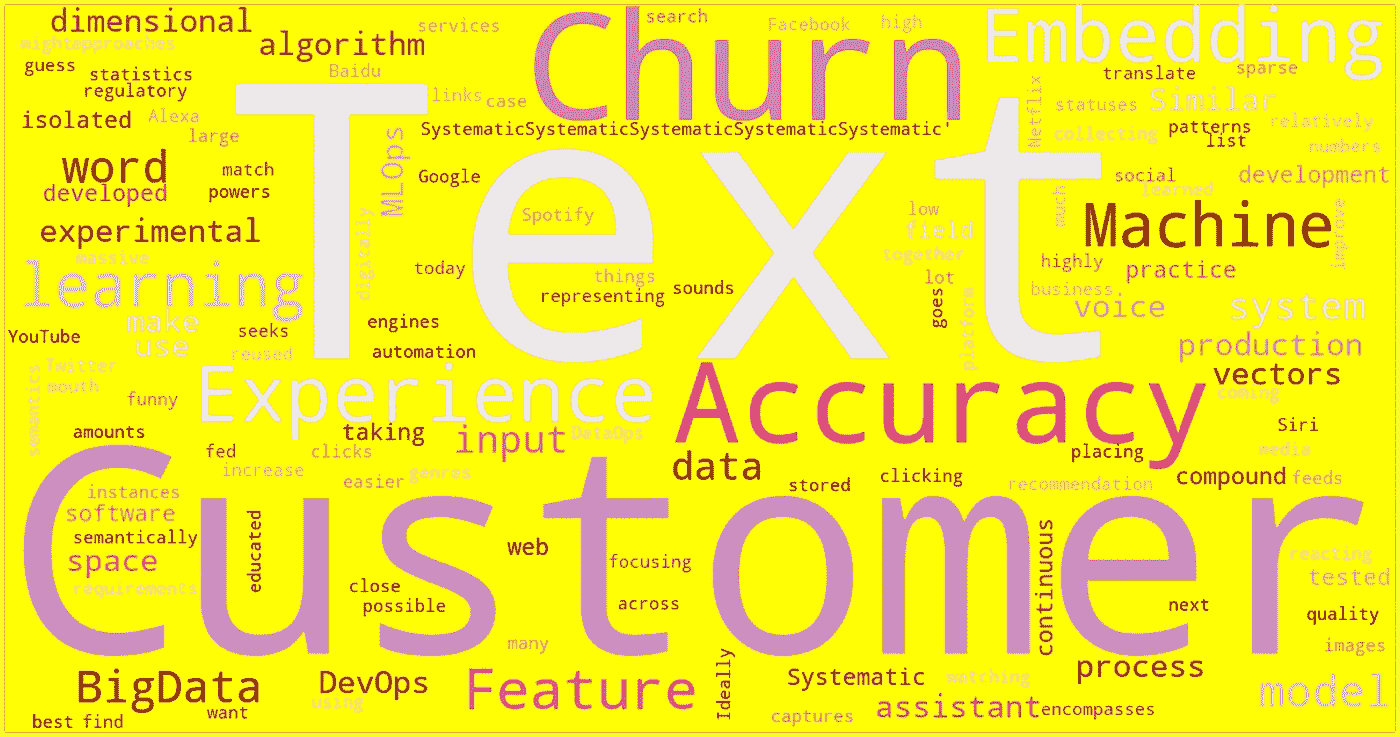 dimensional
services
search
Facebook
high
Embedding
mightapproaches
algorithm
Churn
guess
statistics
Baidu
translate
sparse
regulatory
links
case
Netflix
statuses
Similar
isolated
Alexa
large
SystematicSystematicSystematicSystematicSystematic'
collecting
patterns
relatively
list
numbers
word
match
MLOps
Google
Text
social
development
developed
powers
learned
much
experimental
digitally
Spotify
low
field
Machine
improve
massive
together
learning
today
things
representing
sounds
lot
highly
practice
business
goes
platform
voice
system
make
use
YouTube
seeks
engines
reused
automation
production
Twitter
mouth
semantics
funny
Experience
Accuracy
vectors
coming
amounts
taking
input
DataOps
Siri
fed
clicks
increase
easier
genres
data
stored
clicking
placing
media
recommendation
compound
feeds
instances
software
semantically
space
requirements
educated
Customer
web
focusing
close
possible
across
continuous
reacting
tested
next
quality
many
images
BigData
DevOps
using
want
best find
Feature
Ideally
Systematic
watching
process
captures
assistant
encompasses
model